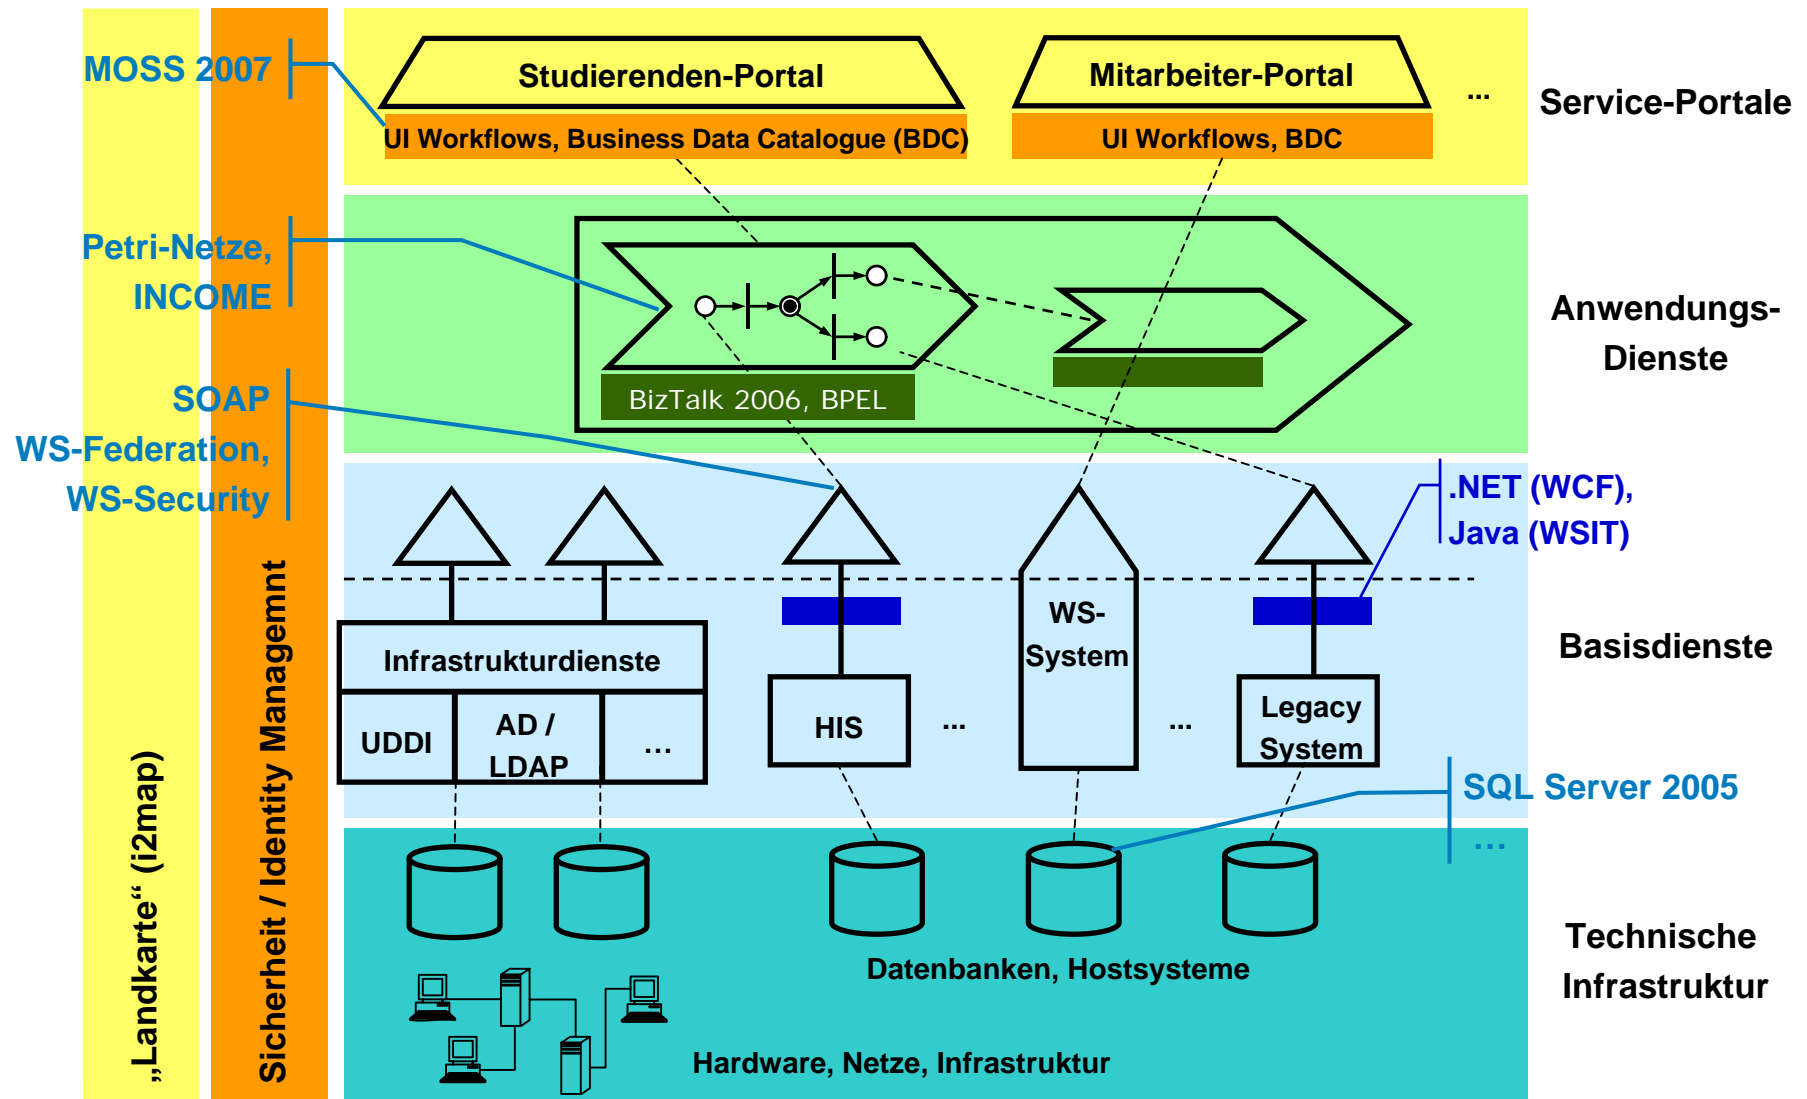 MOSS 2007
Studierenden-Portal
Mitarbeiter-Portal
...
Service-Portale
UI Workflows, Business Data Catalogue (BDC)
UI Workflows, BDC
Petri-Netze,
INCOME
Anwendungs-
Dienste
BizTalk 2006, BPEL
SOAP
WS-Federation,
WS-Security
.NET (WCF),
Java (WSIT)
WS-
System
Infrastrukturdienste
UDDI
AD /
LDAP
...
HIS
...
...
Legacy
System
Basisdienste
SQL Server 2005
...
Datenbanken, Hostsysteme
Hardware, Netze, Infrastruktur
Technische
Infrastruktur
„Landkarte“ (i2map)
Sicherheit / Identity Managemnt